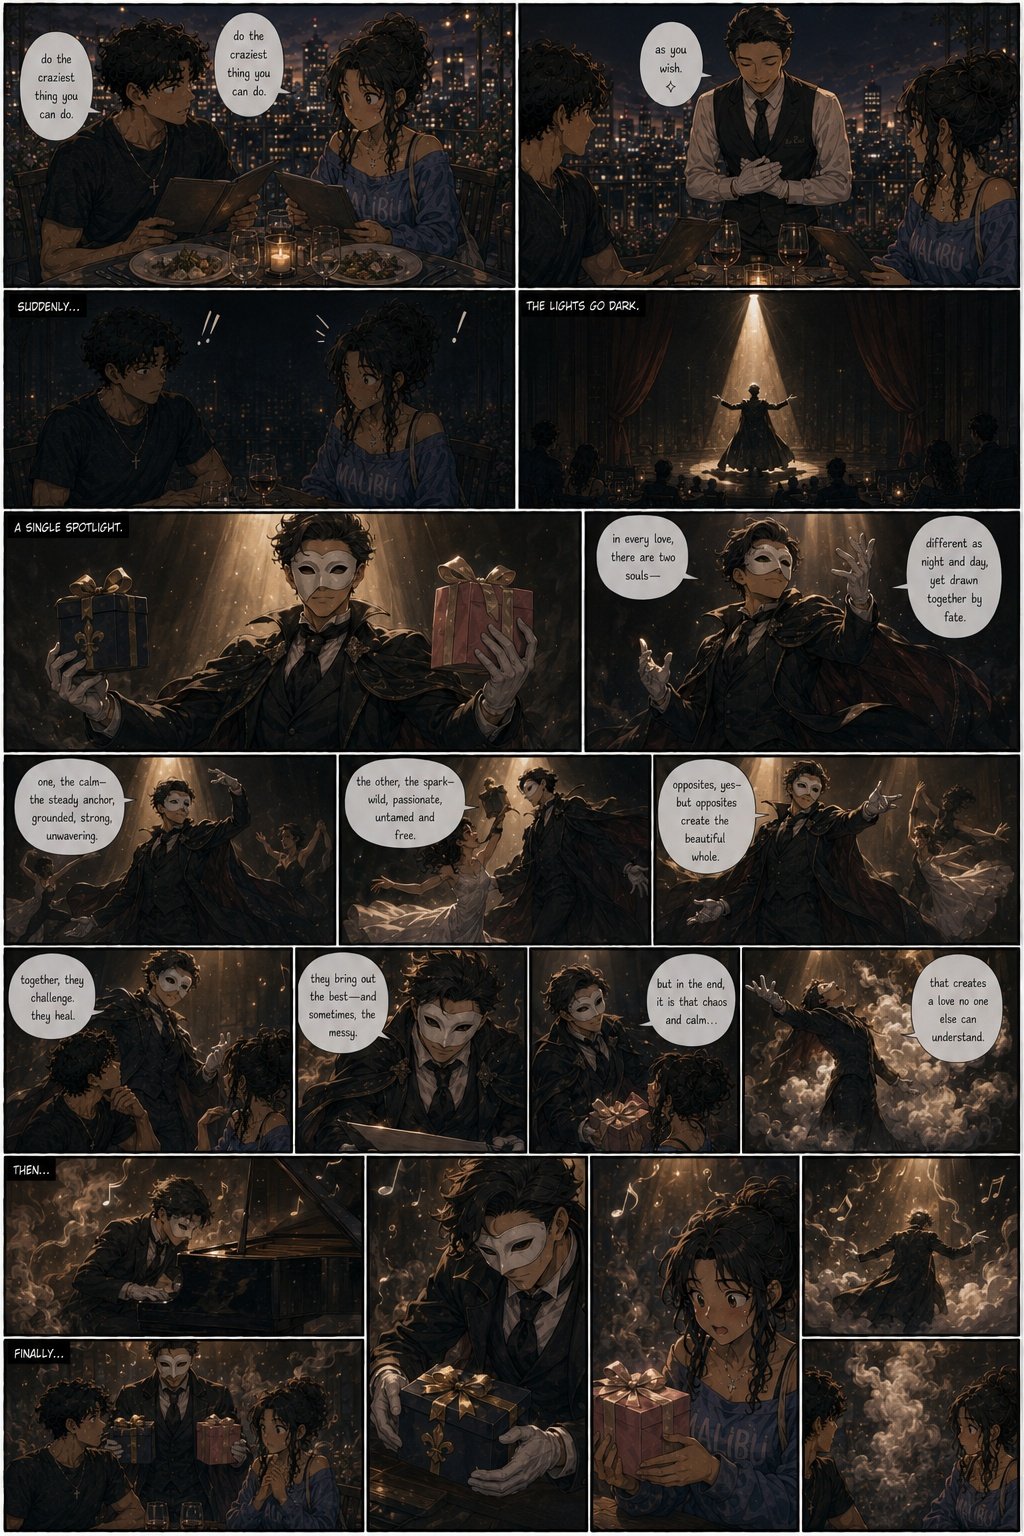 do the
craziest
thing you
can do.
do the
craziest
thing you
can do.
MALiBU
as you
wish.
MALIBU
SUDDENLY...
!!
!
MALiBU
THE LIGHTS GO DARK.
A SINGLE SPOTLIGHT.
in every love,
there are two
souls—
different as
night and day,
yet drawn
together by
fate.
one, the calm—
the steady anchor,
grounded, strong,
unwavering.
the other, the spark—
wild, passionate,
untamed and
free.
opposites, yes—
but opposites
create the
beautiful
whole.
together, they
challenge.
they heal.
they bring out
the best—and
sometimes, the
messy.
but in the end,
it is that chaos
and calm...
that creates
a love no one
else can
understand.
THEN...
MALiBU
FINALLY...